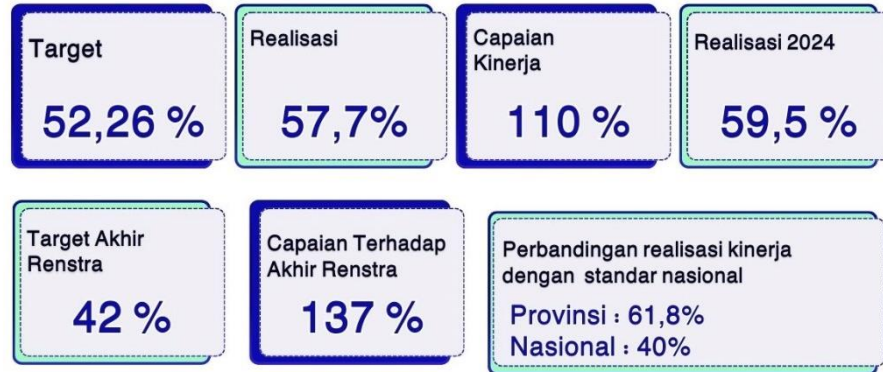 Target
52,26 %
Realisasi
57,7%
Capaian
Kinerja
110 %
Realisasi 2024
59,5 %
Target Akhir
Renstra
42 %
Capaian Terhadap
Akhir Renstra
137 %
Perbandingan realisasi kinerja
dengan standar nasional
Provinsi : 61,8%
Nasional : 40%